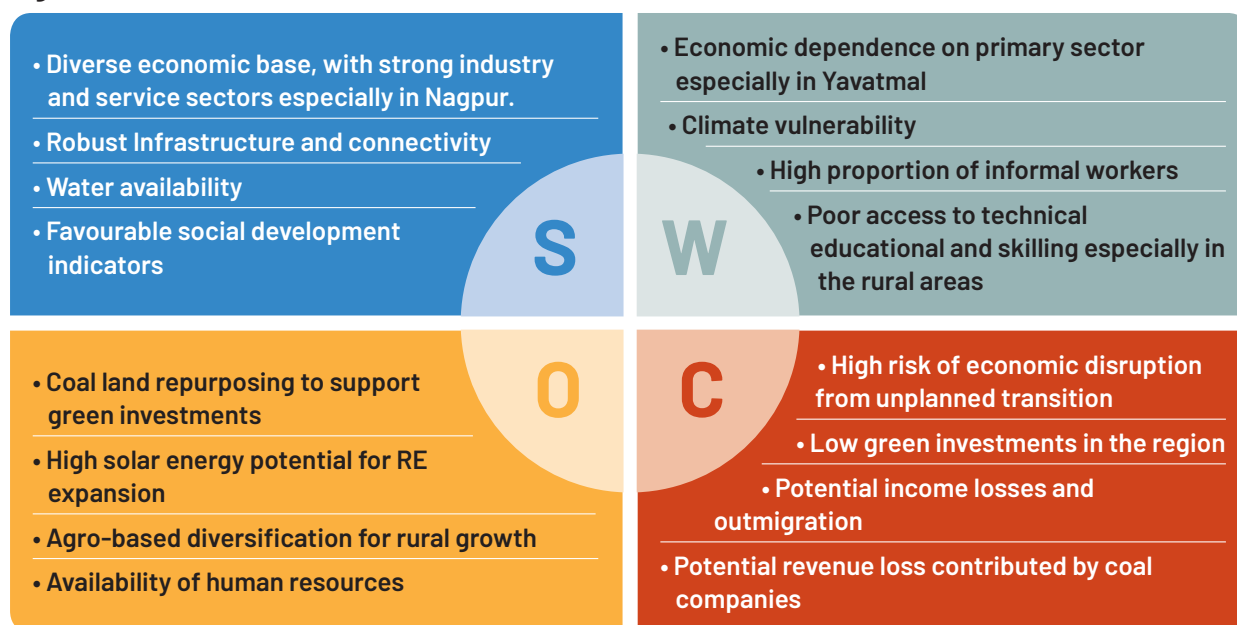 • Diverse economic base, with strong industry
and service sectors especially in Nagpur.
• Robust Infrastructure and connectivity
• Water availability
• Favourable social development
indicators
S
• Economic dependence on primary sector
especially in Yavatmal
• Climate vulnerability
• High proportion of informal workers
• Poor access to technical
educational and skilling especially in
the rural areas
W
• Coal land repurposing to support
green investments
• High solar energy potential for RE
expansion
• Agro-based diversification for rural growth
• Availability of human resources
O
• High risk of economic disruption
from unplanned transition
• Low green investments in the region
• Potential income losses and
outmigration
• Potential revenue loss contributed by coal
companies
C